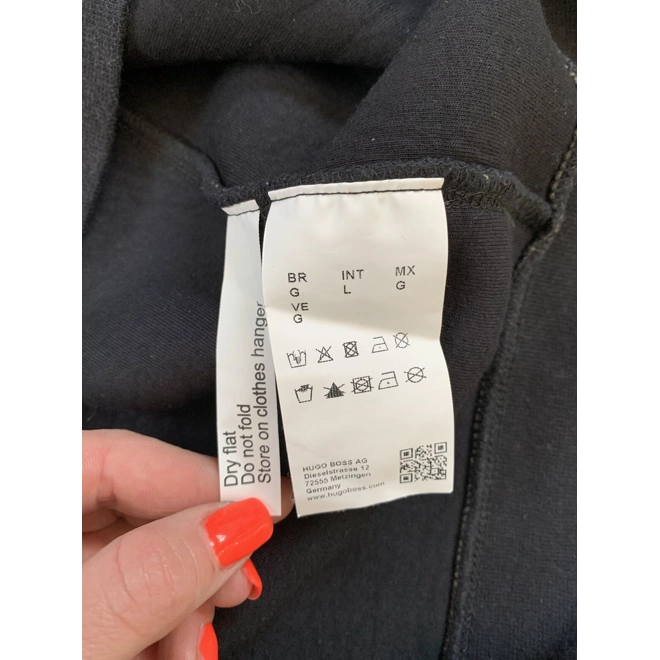 BR INT MX
G L G
VE
G
HUGO BOSS AG
Dieselstrasse 12
72555 Metzingen
Germany
www.hugoboss.com
Dry flat
Do not fold
Store on clothes hanger